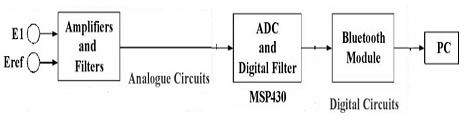 E1
Eref
Amplifiers
and
Filters
Analogue Circuits
ADC
and
Digital Filter
MSP430
Bluetooth
Module
Digital Circuits
PC